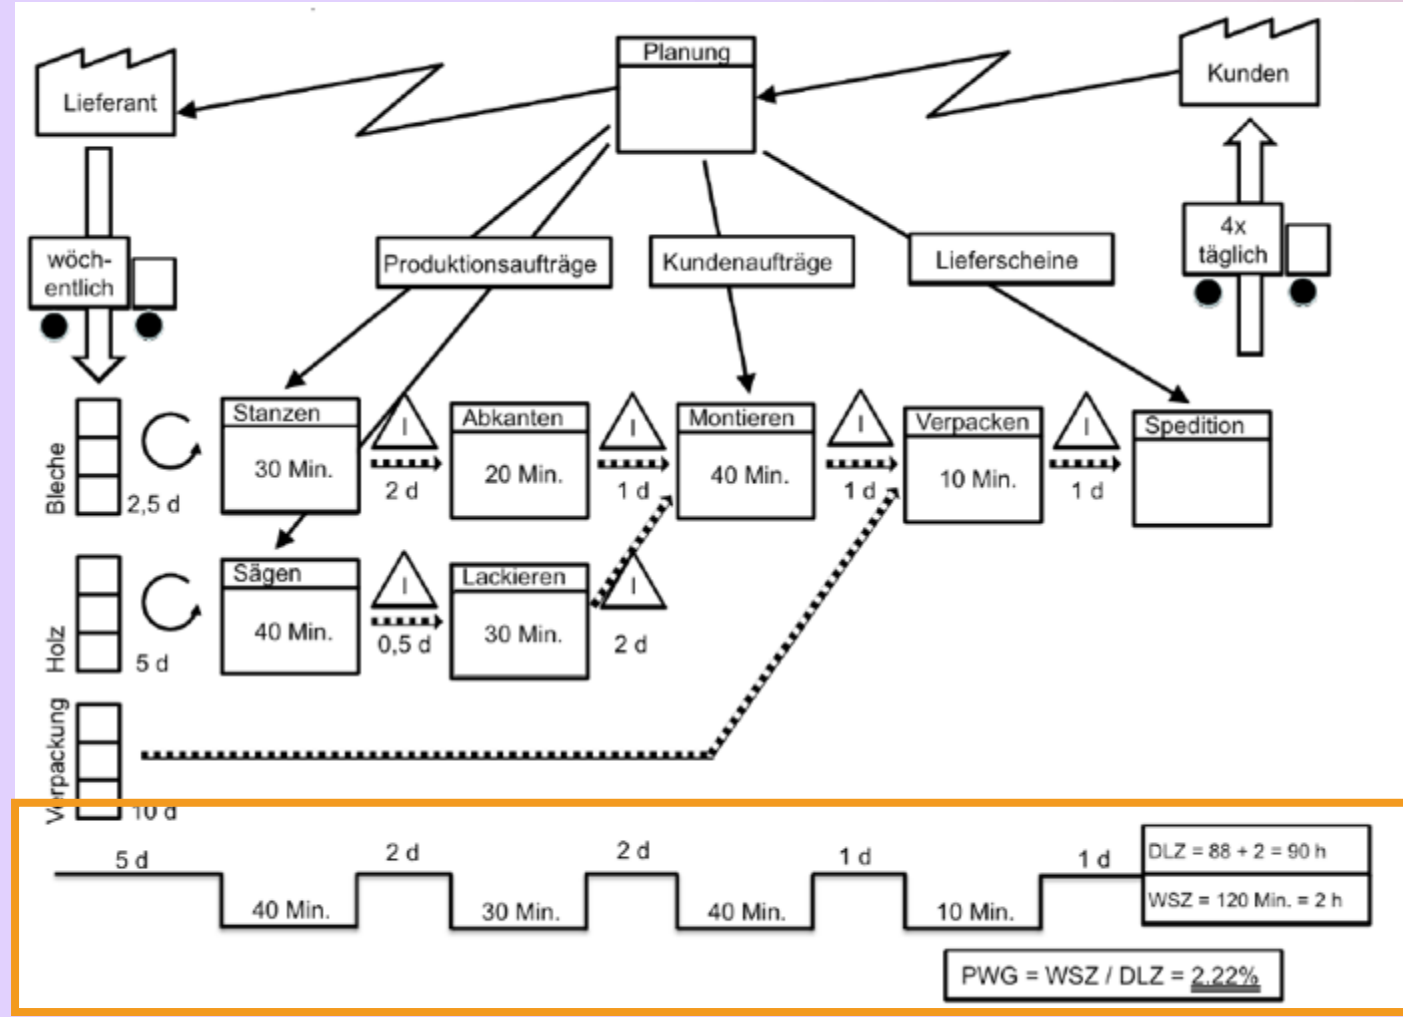 Lieferant
Planung
Kunden
wöch-
entlich
Produktionsaufträge
Kundenaufträge
Lieferscheine
4x
täglich
Bleche
2,5 d
Stanzen
30 Min.
I
2 d
Abkanten
20 Min.
I
1 d
Montieren
40 Min.
I
1 d
Verpacken
10 Min.
I
1 d
Spedition
Holz
5 d
Sägen
40 Min.
I
0,5 d
Lackieren
30 Min.
I
2 d
Verpackung
10 d
5 d
40 Min.
2 d
30 Min.
2 d
40 Min.
1 d
10 Min.
1 d
DLZ = 88 + 2 = 90 h
WSZ = 120 Min. = 2 h
PWG = WSZ / DLZ = 2.22%